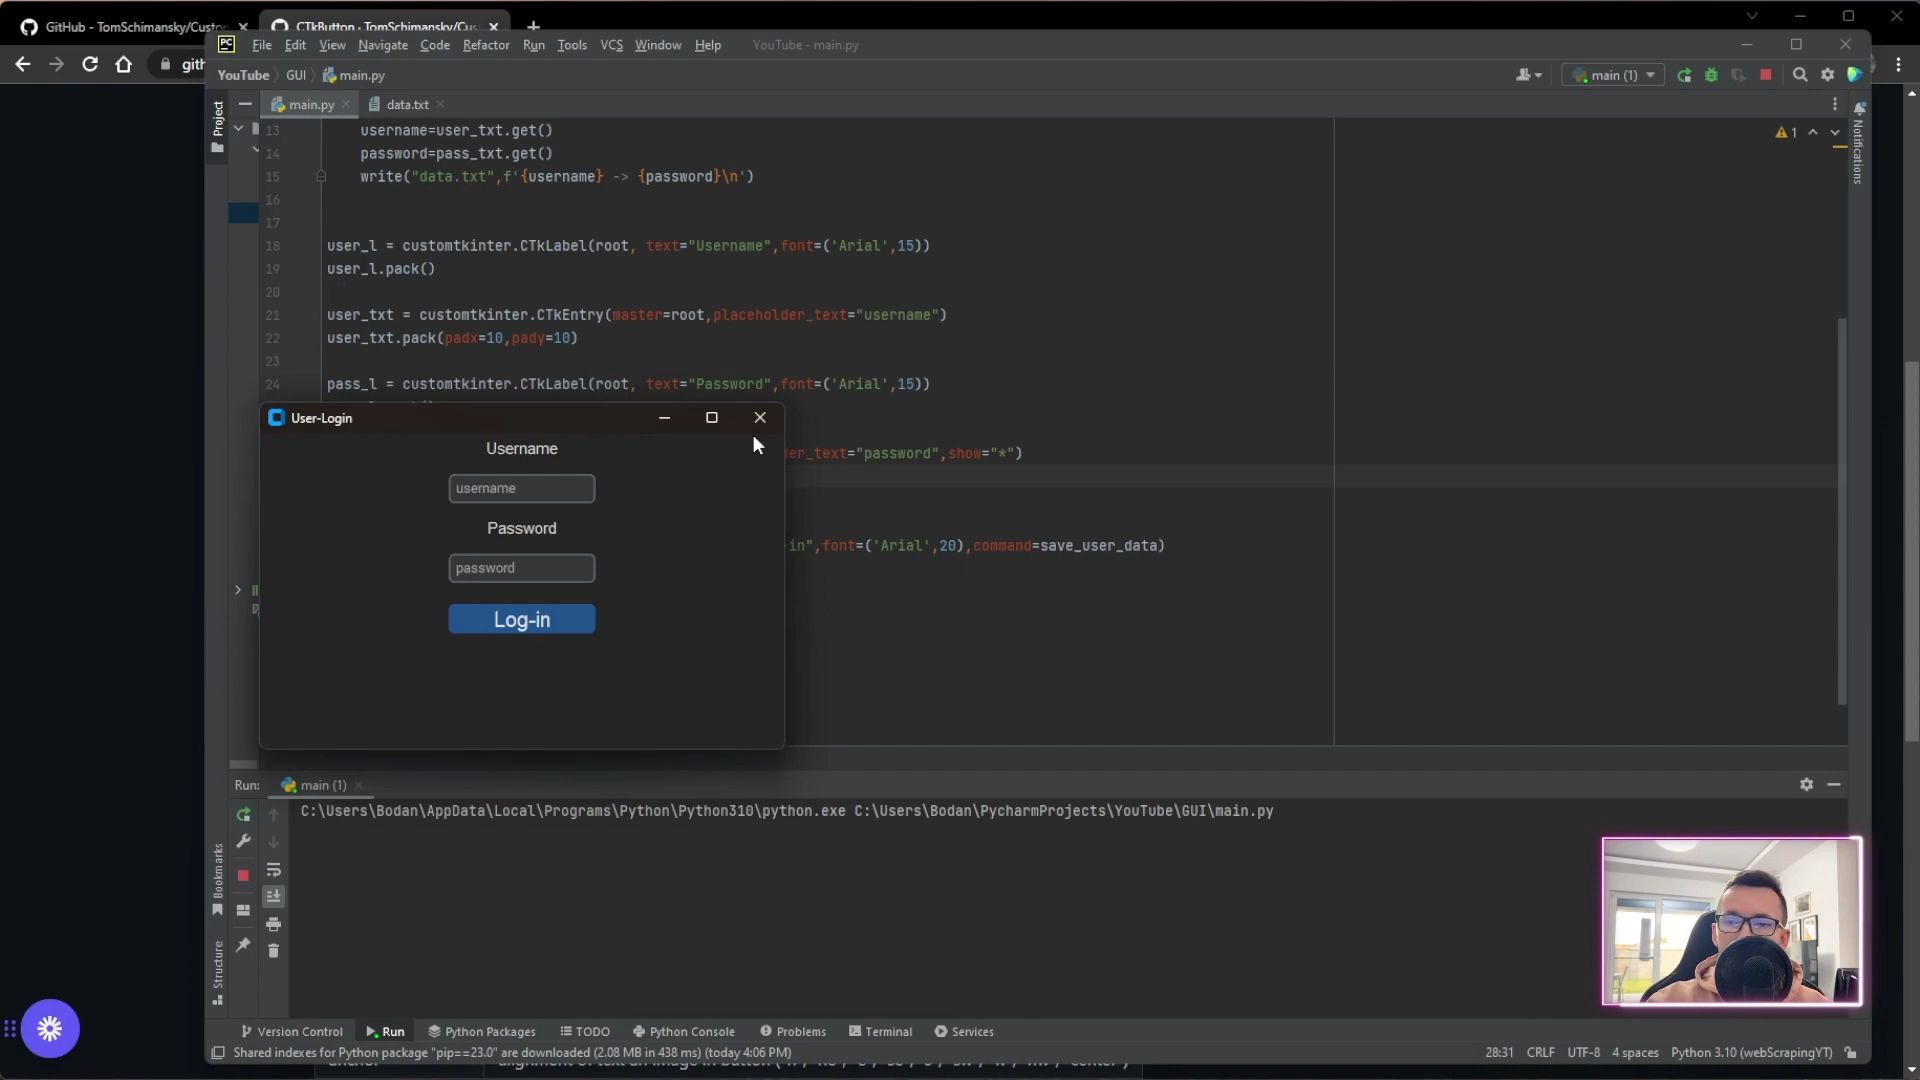 GitHub - TomSchimansky/Custo
CTkButton · TomSchimansky/Cus
gith
PC
File Edit View Navigate Code Refactor Run Tools VCS Window Help YouTube - main.py
YouTube GUI main.py
main (1)
Project
main.py
data.txt
1
Notifications
13 username=user_txt.get()
14 password=pass_txt.get()
15 write("data.txt",f'{username} -> {password}\n')
16
17
18 user_l = customtkinter.CTkLabel(root, text="Username",font=('Arial',15))
19 user_l.pack()
20
21 user_txt = customtkinter.CTkEntry(master=root,placeholder_text="username")
22 user_txt.pack(padx=10,pady=10)
23
24 pass_l = customtkinter.CTkLabel(root, text="Password",font=('Arial',15))
User-Login
Username
username
Password
password
Log-in
er_text="password",show="*")
in",font=('Arial',20),command=save_user_data)
Run: main (1)
C:\Users\Bodan\AppData\Local\Programs\Python\Python310\python.exe C:\Users\Bodan\PycharmProjects\YouTube\GUI\main.py
Bookmarks
Structure
Version Control Run Python Packages TODO Python Console Problems Terminal Services
Shared indexes for Python package "pip==23.0" are downloaded (2.08 MB in 438 ms) (today 4:06 PM)
28:31 CRLF UTF-8 4 spaces Python 3.10 (webScrapingYT)